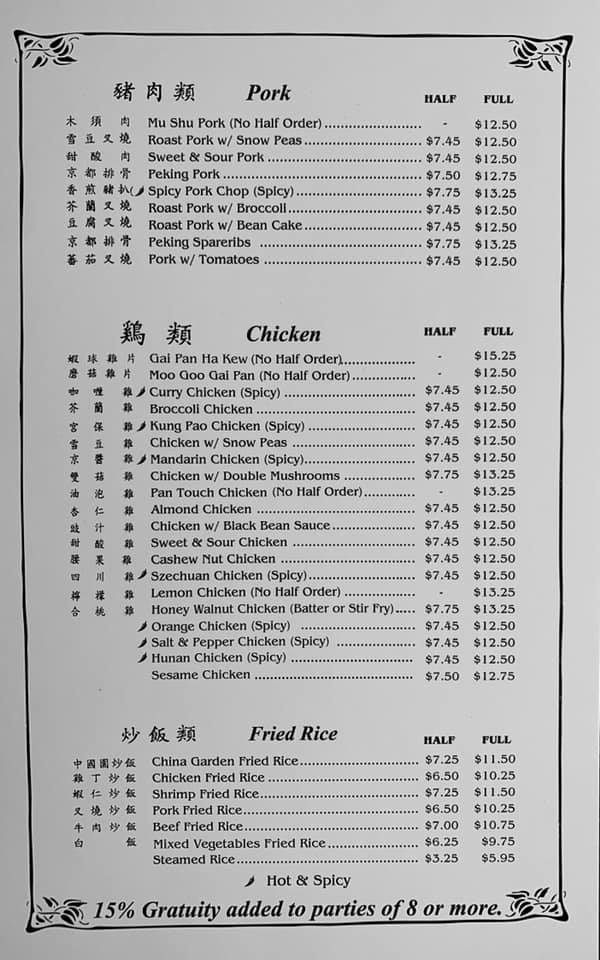 豬肉類 Pork HALF FULL
木須肉 Mu Shu Pork (No Half Order) - $12.50
雪豆叉燒 Roast Pork w/ Snow Peas $7.45 $12.50
甜酸肉 Sweet & Sour Pork $7.45 $12.50
京都排骨 Peking Pork $7.50 $12.75
香煎豬扒( Spicy Pork Chop (Spicy) $7.75 $13.25
芥蘭叉燒 Roast Pork w/ Broccoli $7.45 $12.50
豆腐叉燒 Roast Pork w/ Bean Cake $7.45 $12.50
京都排骨 Peking Spareribs $7.75 $13.25
蕃茄叉燒 Pork w/ Tomatoes $7.45 $12.50
鷄類 Chicken HALF FULL
蝦球雞片 Gai Pan Ha Kew (No Half Order) - $15.25
磨菇雞片 Moo Goo Gai Pan (No Half Order) - $12.50
咖喱雞 Curry Chicken (Spicy) $7.45 $12.50
芥蘭雞 Broccoli Chicken $7.45 $12.50
宮保雞 Kung Pao Chicken (Spicy) $7.45 $12.50
雪豆雞 Chicken w/ Snow Peas $7.45 $12.50
京醬雞 Mandarin Chicken (Spicy) $7.45 $12.50
雙菇雞 Chicken w/ Double Mushrooms $7.75 $13.25
油泡雞 Pan Touch Chicken (No Half Order) - $13.25
杏仁雞 Almond Chicken $7.45 $12.50
豉汁雞 Chicken w/ Black Bean Sauce $7.45 $12.50
甜酸雞 Sweet & Sour Chicken $7.45 $12.50
腰果雞 Cashew Nut Chicken $7.45 $12.50
四川雞 Szechuan Chicken (Spicy) $7.45 $12.50
檸檬雞 Lemon Chicken (No Half Order) - $13.25
合桃雞 Honey Walnut Chicken (Batter or Stir Fry) $7.75 $13.25
Orange Chicken (Spicy) $7.45 $12.50
Salt & Pepper Chicken (Spicy) $7.45 $12.50
Hunan Chicken (Spicy) $7.45 $12.50
Sesame Chicken $7.50 $12.75
炒飯類 Fried Rice HALF FULL
中國園炒飯 China Garden Fried Rice $7.25 $11.50
雞丁炒飯 Chicken Fried Rice $6.50 $10.25
蝦仁炒飯 Shrimp Fried Rice $7.25 $11.50
叉燒炒飯 Pork Fried Rice $6.50 $10.25
牛肉炒飯 Beef Fried Rice $7.00 $10.75
白飯 Mixed Vegetables Fried Rice $6.25 $9.75
Steamed Rice $3.25 $5.95
Hot & Spicy
15% Gratuity added to parties of 8 or more.